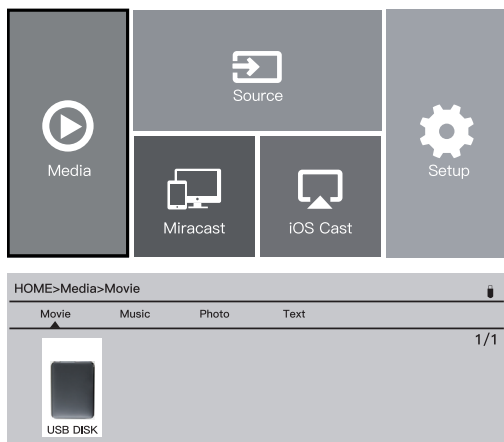 Source
Media
Setup
Miracast
iOS Cast
HOME>Media>Movie
Movie Music Photo Text
1/1
USB DISK